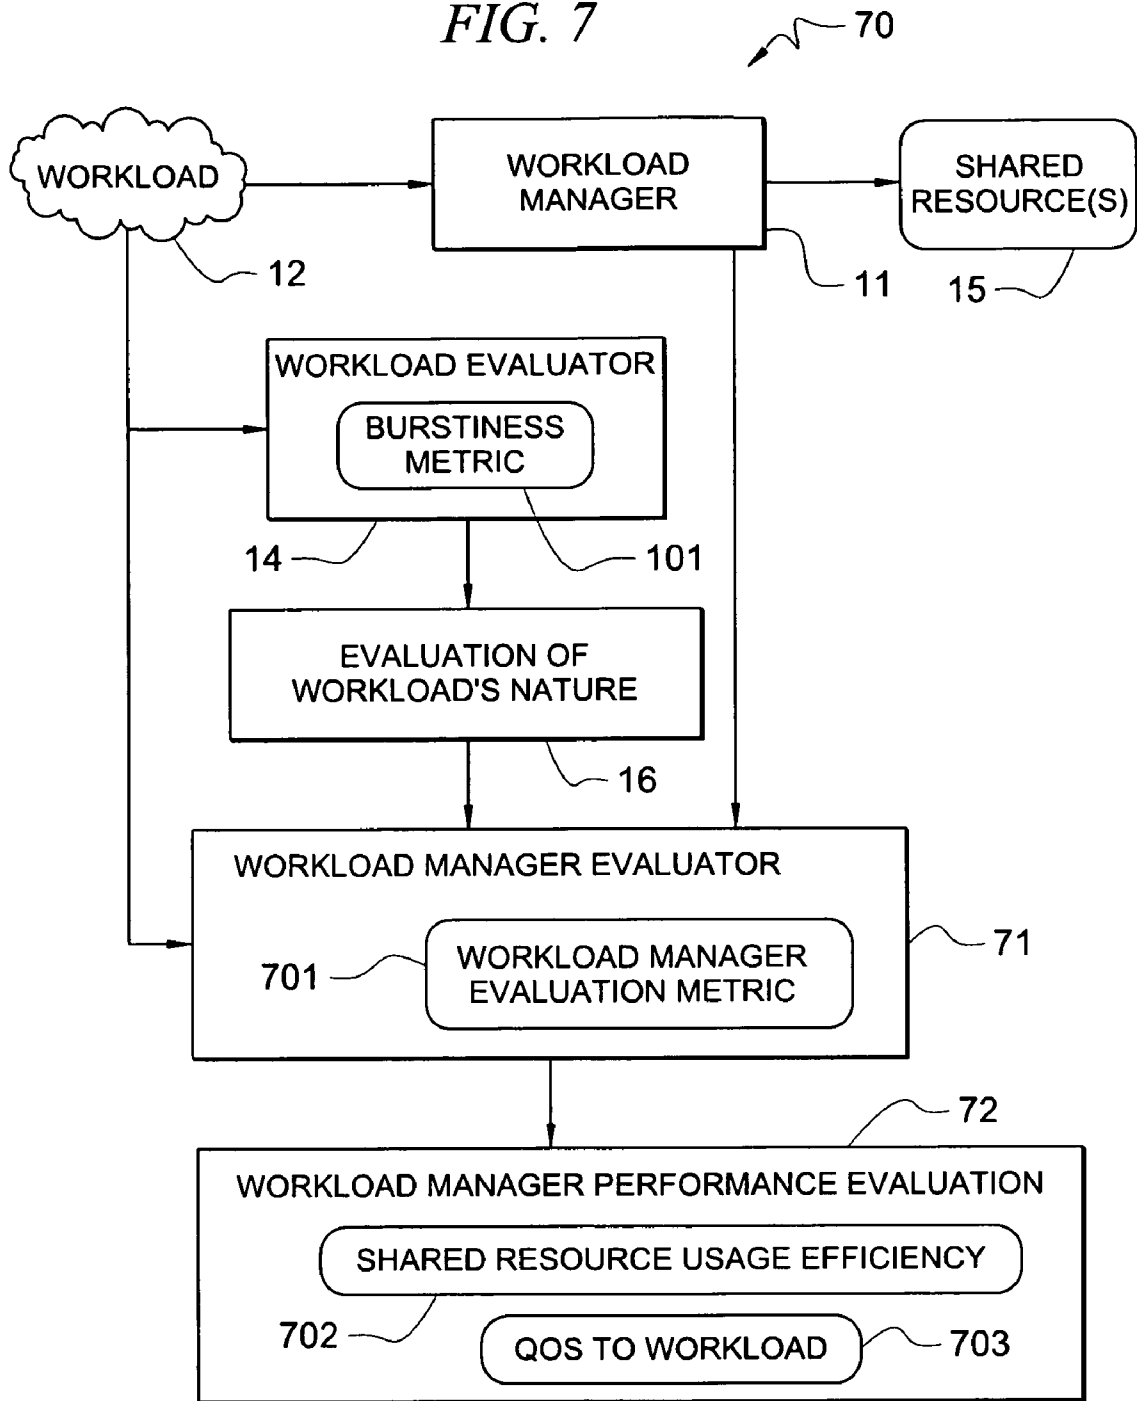 FIG. 7
70
WORKLOAD
WORKLOAD
MANAGER
SHARED
RESOURCE(S)
12
11
15
WORKLOAD EVALUATOR
BURSTINESS
METRIC
14
101
EVALUATION OF
WORKLOAD'S NATURE
16
WORKLOAD MANAGER EVALUATOR
701
WORKLOAD MANAGER
EVALUATION METRIC
71
72
WORKLOAD MANAGER PERFORMANCE EVALUATION
SHARED RESOURCE USAGE EFFICIENCY
702
QOS TO WORKLOAD
703